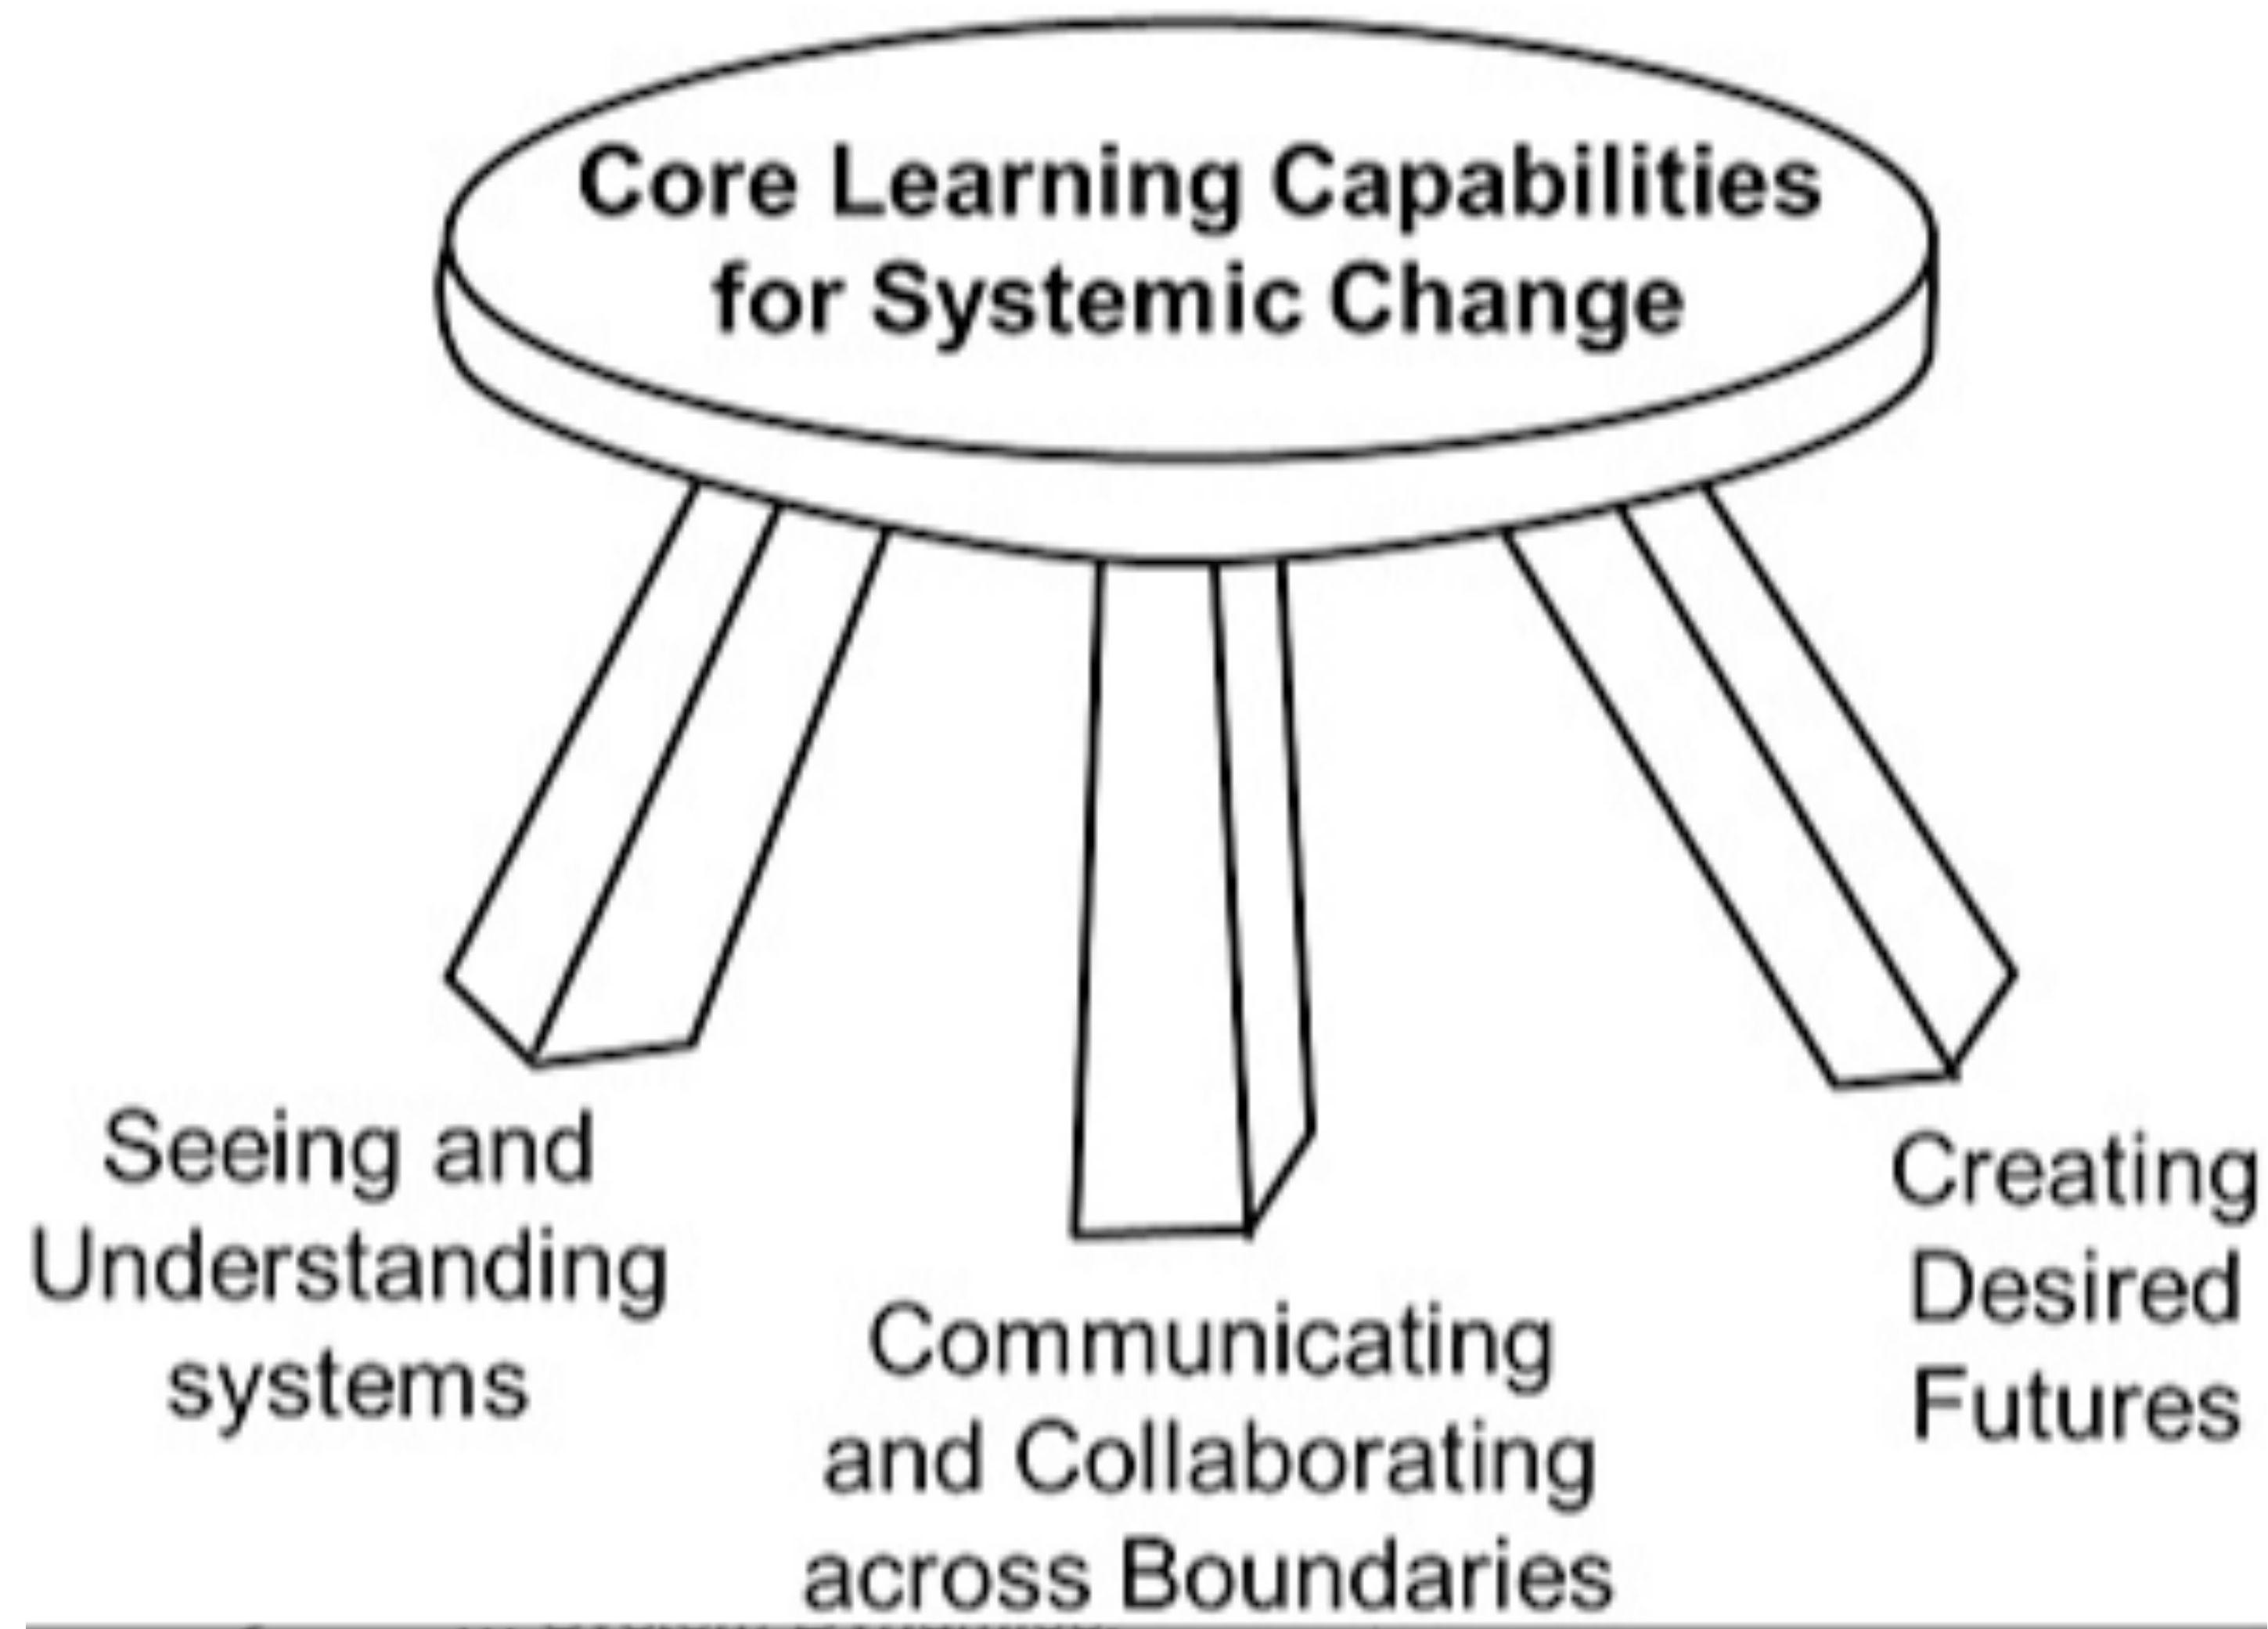 Core Learning Capabilities
for Systemic Change
Seeing and
Understanding
systems
Communicating
and Collaborating
across Boundaries
Creating
Desired
Futures